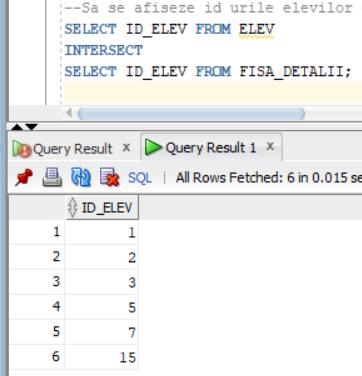 --Sa se afiseze id urile elevilor
SELECT ID_ELEV FROM ELEV
INTERSECT
SELECT ID_ELEV FROM FISA_DETALII;
Query Result x Query Result 1 x
SQL | All Rows Fetched: 6 in 0.015 se
ID_ELEV
1 1
2 2
3 3
4 5
5 7
6 15